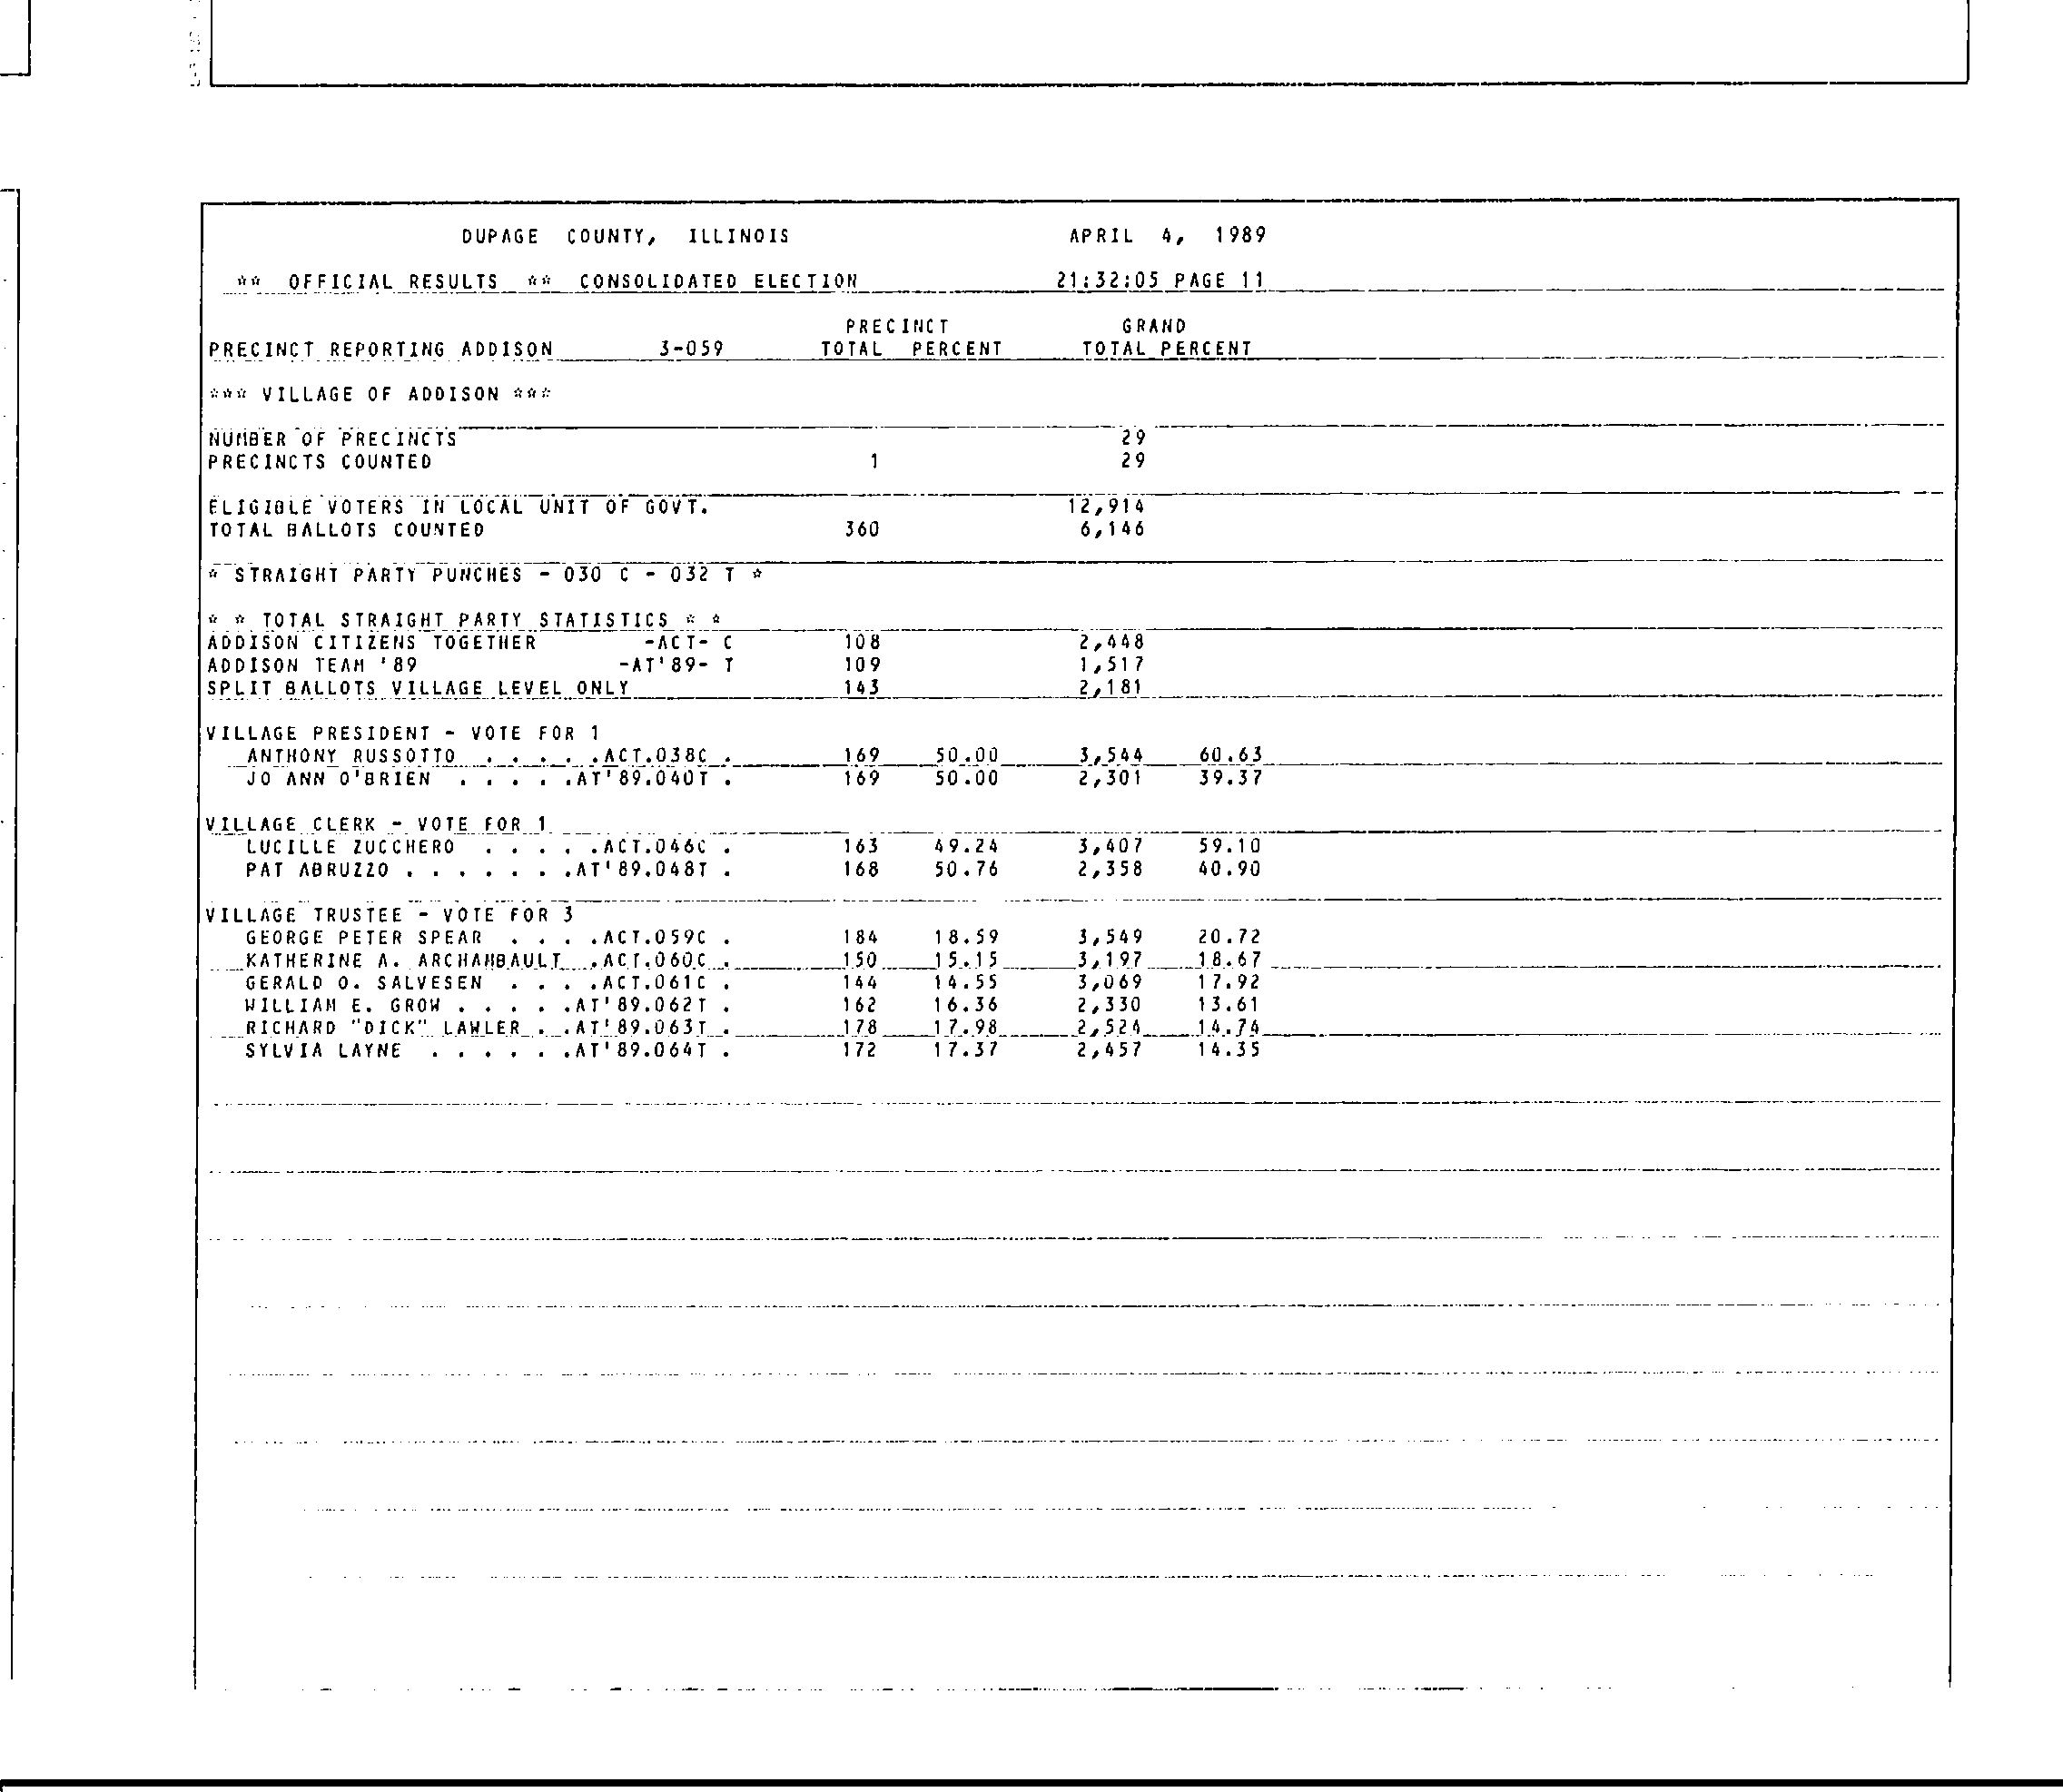 DUPAGE COUNTY, ILLINOIS APRIL 4, 1989
** OFFICIAL RESULTS ** CONSOLIDATED ELECTION 21:32:05 PAGE 11
PRECINCT GRAND
PRECINCT REPORTING ADDISON 3-059 TOTAL PERCENT TOTAL PERCENT
*** VILLAGE OF ADDISON ***
NUMBER OF PRECINCTS 29
PRECINCTS COUNTED 1 29
ELIGIBLE VOTERS IN LOCAL UNIT OF GOVT. 12,914
TOTAL BALLOTS COUNTED 360 6,146
* STRAIGHT PARTY PUNCHES - 030 C - 032 T *
* * TOTAL STRAIGHT PARTY STATISTICS * *
ADDISON CITIZENS TOGETHER -ACT- C 108 2,448
ADDISON TEAM '89 -AT'89- T 109 1,517
SPLIT BALLOTS VILLAGE LEVEL ONLY 143 2,181
VILLAGE PRESIDENT - VOTE FOR 1
ANTHONY RUSSOTTO . . . . .ACT.038C . 169 50.00 3,544 60.63
JO ANN O'BRIEN . . . . .AT'89.040T . 169 50.00 2,301 39.37
VILLAGE CLERK - VOTE FOR 1
LUCILLE ZUCCHERO . . . . .ACT.046C . 163 49.24 3,407 59.10
PAT ABRUZZO . . . . . . .AT'89.048T . 168 50.76 2,358 40.90
VILLAGE TRUSTEE - VOTE FOR 3
GEORGE PETER SPEAR . . . .ACT.059C . 184 18.59 3,549 20.72
KATHERINE A. ARCHAMBAULT .ACT.060C . 150 15.15 3,197 18.67
GERALD O. SALVESEN . . . .ACT.061C . 144 14.55 3,069 17.92
WILLIAM E. GROW . . . . .AT'89.062T . 162 16.36 2,330 13.61
RICHARD "DICK" LAWLER . .AT'89.063T . 178 17.98 2,524 14.74
SYLVIA LAYNE . . . . . .AT'89.064T . 172 17.37 2,457 14.35